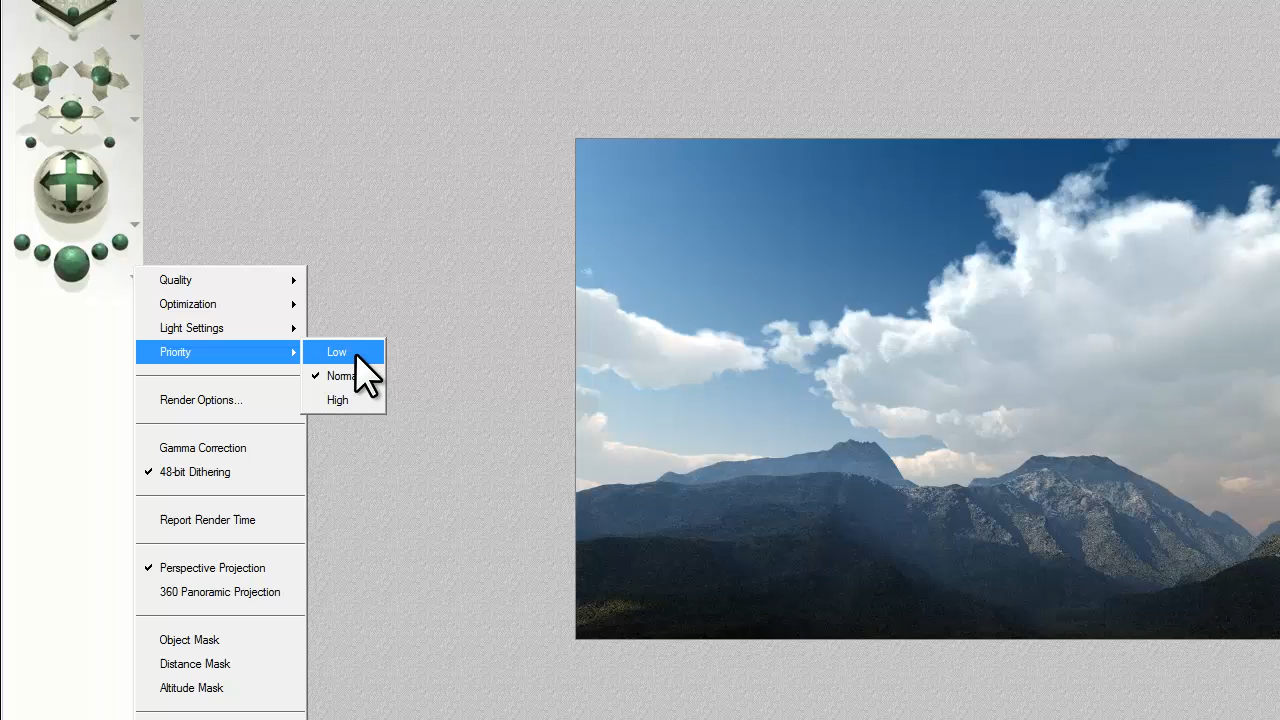 Quality
Optimization
Light Settings
Priority
Low
Norma
High
Render Options...
Gamma Correction
48-bit Dithering
Report Render Time
Perspective Projection
360 Panoramic Projection
Object Mask
Distance Mask
Altitude Mask